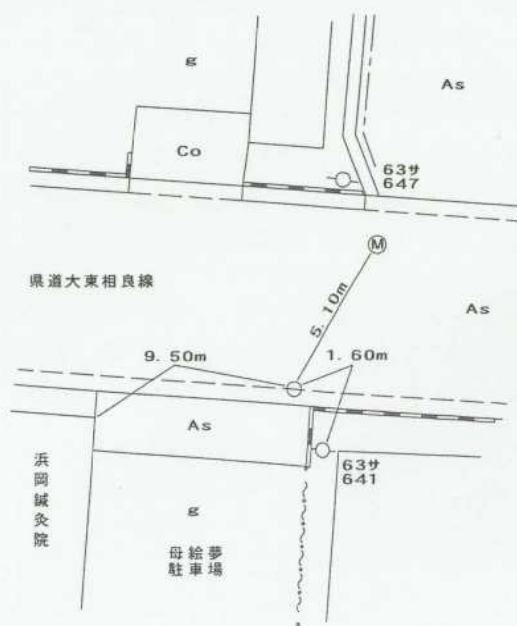 g
As
Co
63サ
647
M
県道大東相良線
5.10m
As
9.50m
1.60m
As
浜岡鍼灸院
63サ
641
g
母絵夢
駐車場